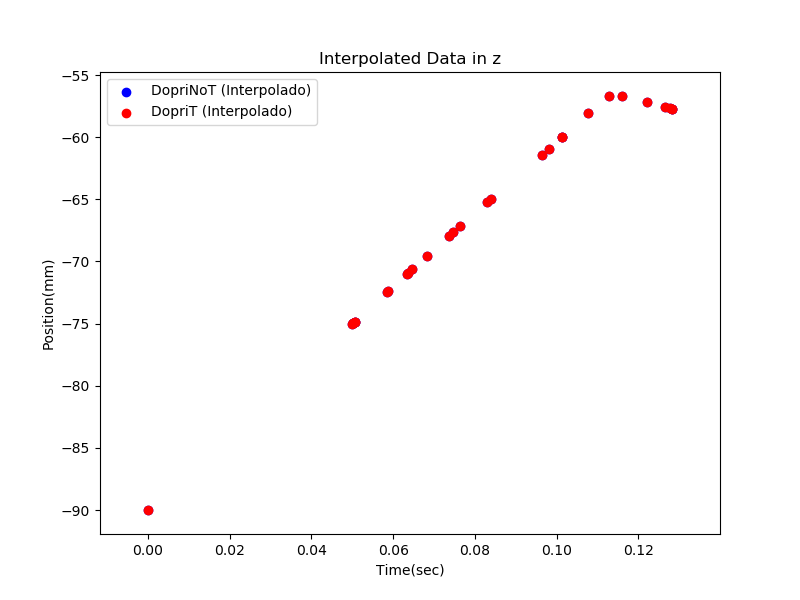 Interpolated Data in z
DopriNoT (Interpolado)
DopriT (Interpolado)
−55
−60
−65
−70
−75
−80
−85
−90
Position(mm)
0.00 0.02 0.04 0.06 0.08 0.10 0.12
Time(sec)